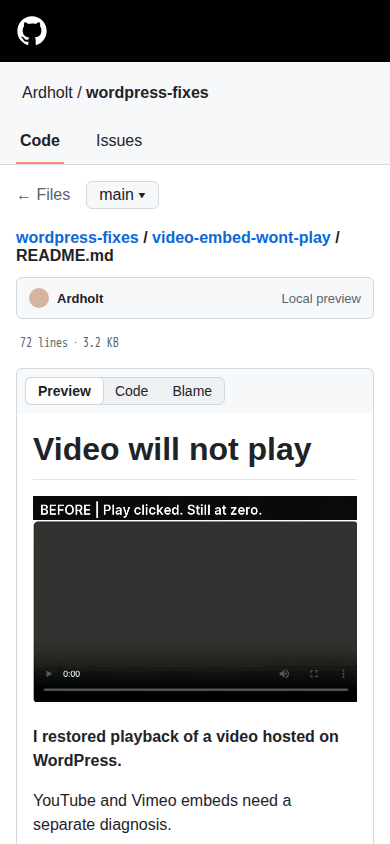 Ardholt / wordpress-fixes
Code Issues
← Files main ▾
wordpress-fixes / video-embed-wont-play /
README.md
Ardholt Local preview
72 lines · 3.2 KB
Preview Code Blame
Video will not play
BEFORE | Play clicked. Still at zero.
0:00
I restored playback of a video hosted on
WordPress.
YouTube and Vimeo embeds need a
separate diagnosis.